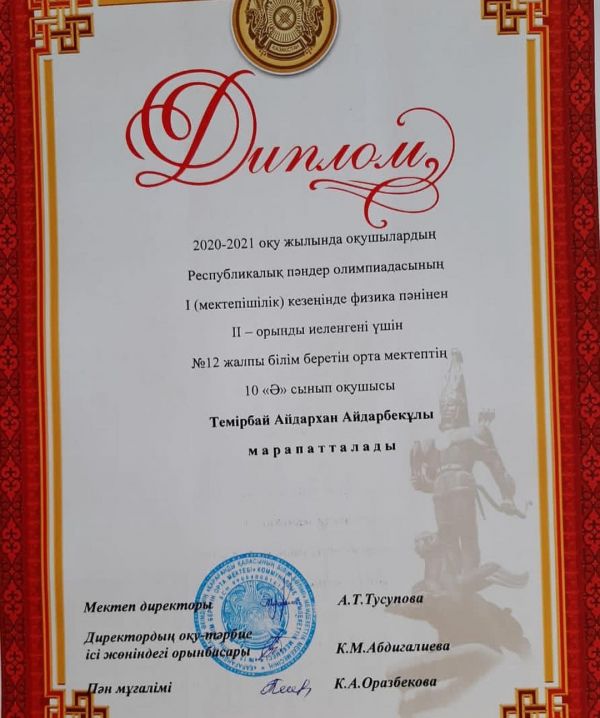 ҚАЗАҚСТАН
Диплом
2020-2021 оқу жылында оқушылардың
Республикалық пәндер олимпиадасының
І (мектепішілік) кезеңінде физика пәнінен
ІІ – орынды иеленгені үшін
№12 жалпы білім беретін орта мектептің
10 «Ә» сынып оқушысы
Темірбай Айдархан Айдарбекұлы
марапатталады
Мектеп директоры А.Т.Тусупова
Директордың оқу-тәрбие
ісі жөніндегі орынбасары К.М.Абдигалиева
Пән мұғалімі К.А.Оразбекова